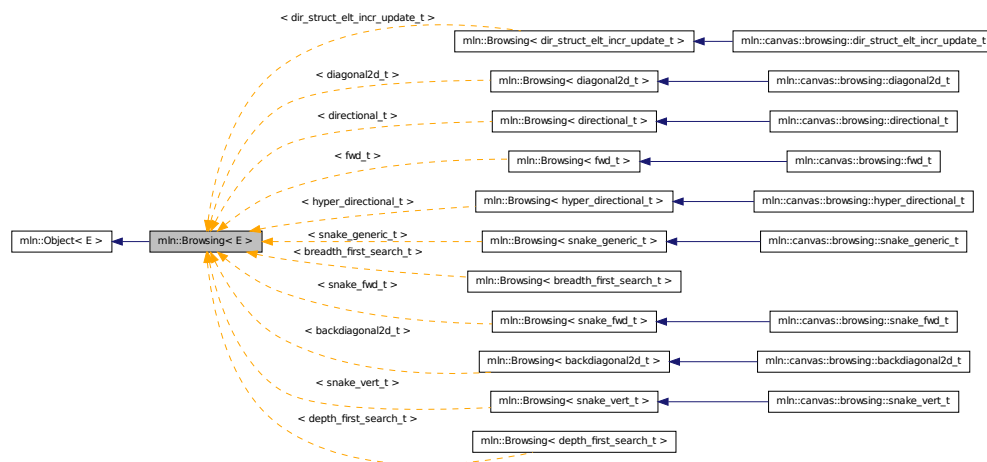 < dir_struct_elt_incr_update_t >
mln::Browsing< dir_struct_elt_incr_update_t >
mln::canvas::browsing::dir_struct_elt_incr_update_t
< diagonal2d_t >
mln::Browsing< diagonal2d_t >
mln::canvas::browsing::diagonal2d_t
< directional_t >
mln::Browsing< directional_t >
mln::canvas::browsing::directional_t
< fwd_t >
mln::Browsing< fwd_t >
mln::canvas::browsing::fwd_t
< hyper_directional_t >
mln::Browsing< hyper_directional_t >
mln::canvas::browsing::hyper_directional_t
mln::Object< E >
mln::Browsing< E >
< snake_generic_t >
mln::Browsing< snake_generic_t >
mln::canvas::browsing::snake_generic_t
< breadth_first_search_t >
mln::Browsing< breadth_first_search_t >
< snake_fwd_t >
mln::Browsing< snake_fwd_t >
mln::canvas::browsing::snake_fwd_t
< backdiagonal2d_t >
mln::Browsing< backdiagonal2d_t >
mln::canvas::browsing::backdiagonal2d_t
< snake_vert_t >
mln::Browsing< snake_vert_t >
mln::canvas::browsing::snake_vert_t
< depth_first_search_t >
mln::Browsing< depth_first_search_t >